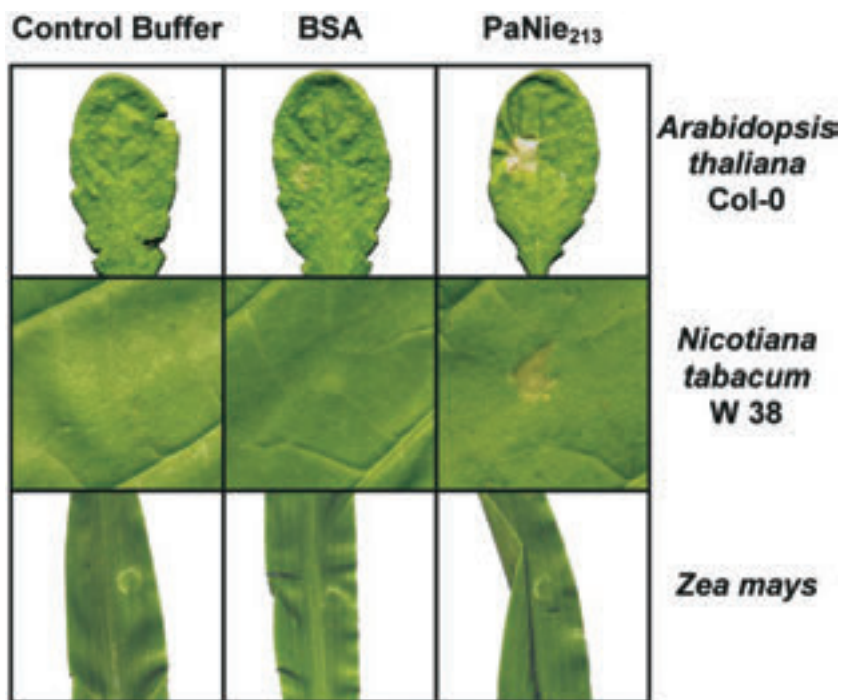 Control Buffer BSA PaNie₂₁₃
Arabidopsis
thaliana
Col-0
Nicotiana
tabacum
W 38
Zea mays